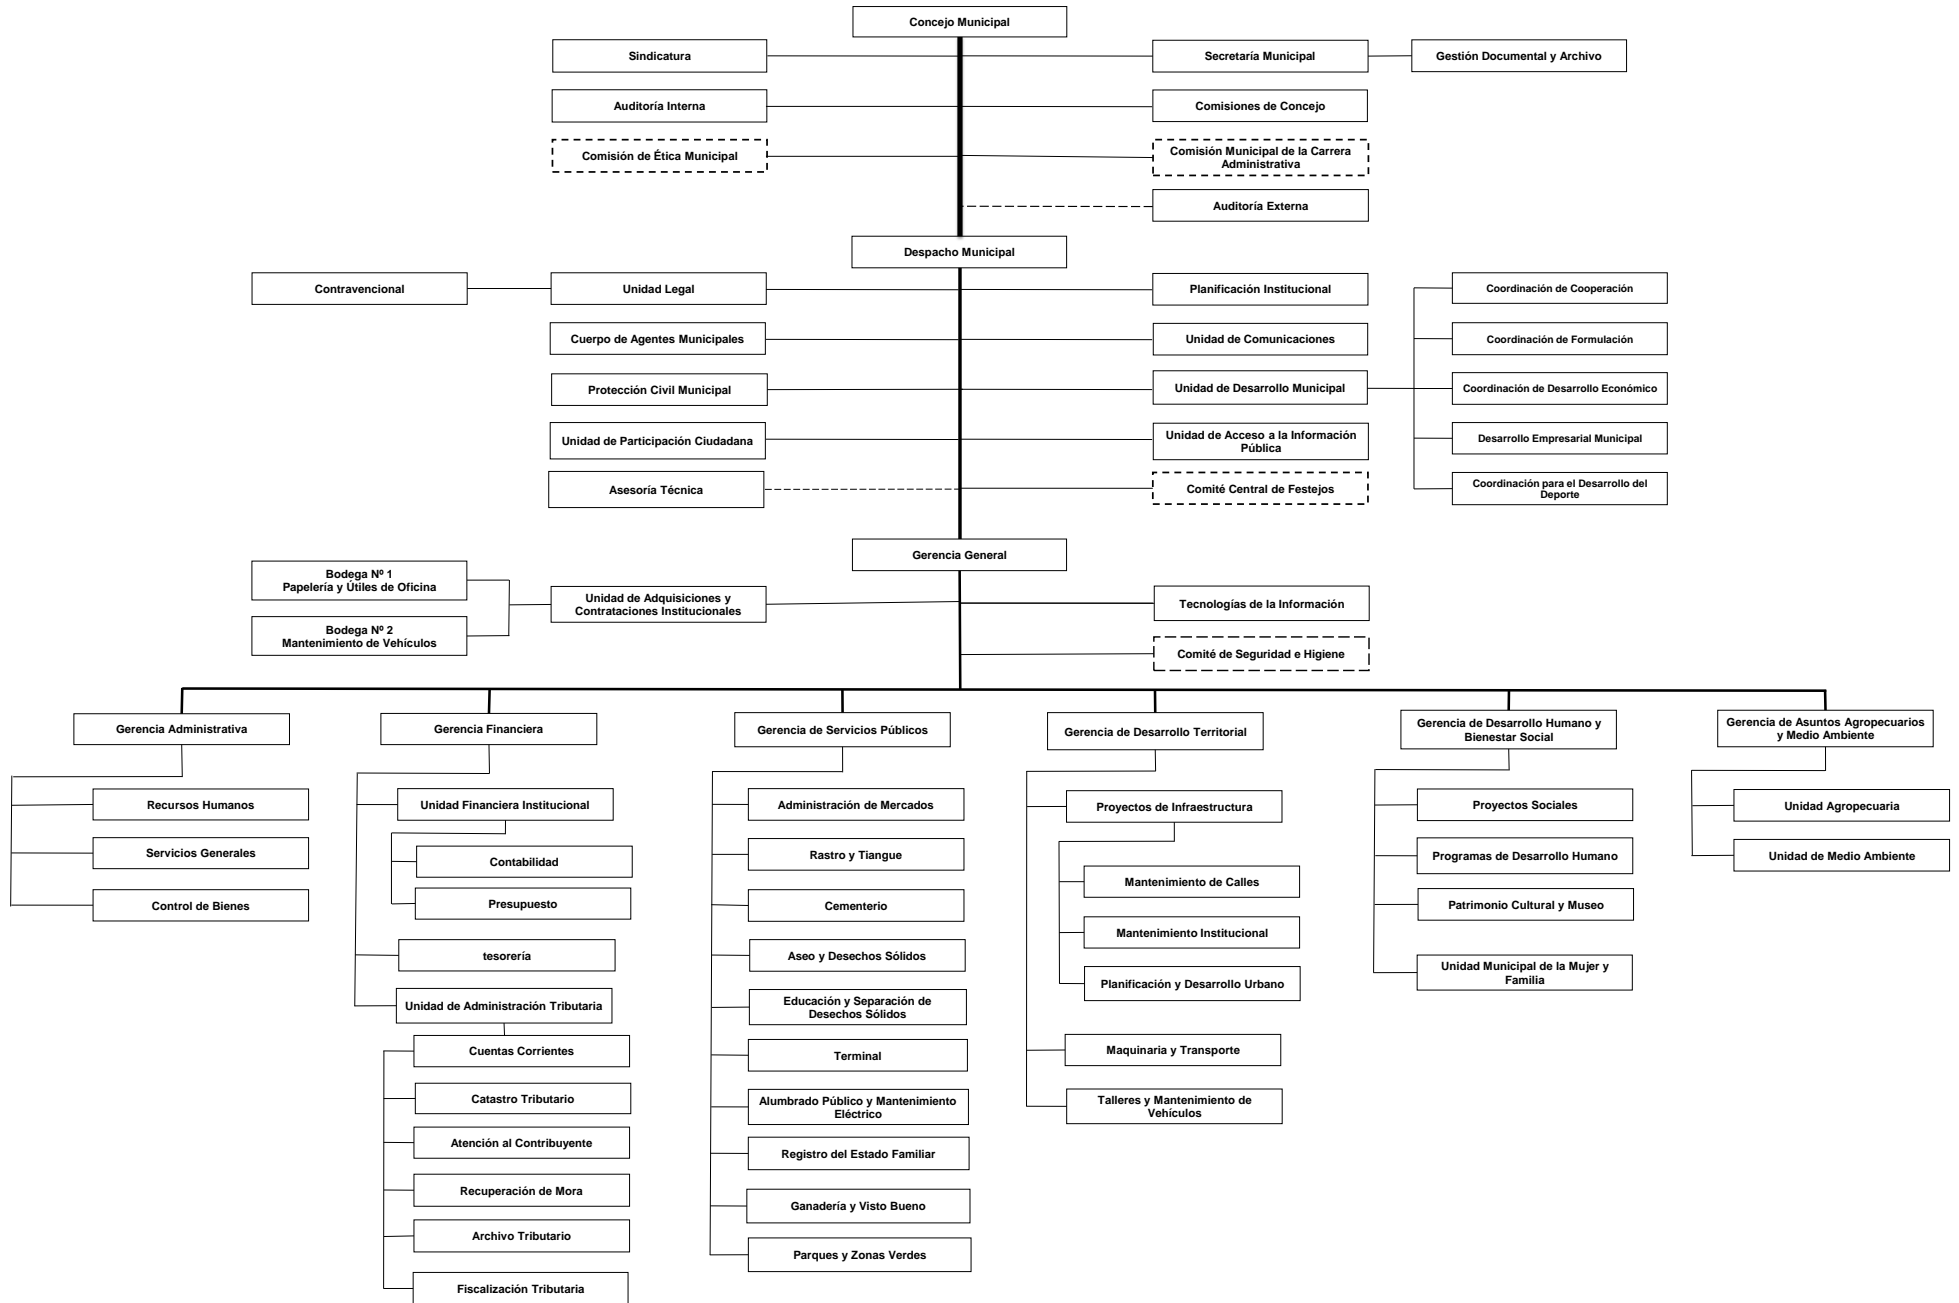 Concejo Municipal
Sindicatura
Secretaría Municipal
Gestión Documental y Archivo
Auditoría Interna
Comisiones de Concejo
Comisión de Ética Municipal
Comisión Municipal de la Carrera
Administrativa
Auditoría Externa
Despacho Municipal
Contravencional
Unidad Legal
Planificación Institucional
Coordinación de Cooperación
Cuerpo de Agentes Municipales
Unidad de Comunicaciones
Coordinación de Formulación
Protección Civil Municipal
Unidad de Desarrollo Municipal
Coordinación de Desarrollo Económico
Unidad de Participación Ciudadana
Unidad de Acceso a la Información
Pública
Desarrollo Empresarial Municipal
Asesoría Técnica
Comité Central de Festejos
Coordinación para el Desarrollo del
Deporte
Gerencia General
Bodega Nº 1
Papelería y Útiles de Oficina
Unidad de Adquisiciones y
Contrataciones Institucionales
Tecnologías de la Información
Bodega Nº 2
Mantenimiento de Vehículos
Comité de Seguridad e Higiene
Gerencia Administrativa
Recursos Humanos
Servicios Generales
Control de Bienes
Gerencia Financiera
Unidad Financiera Institucional
Contabilidad
Presupuesto
tesorería
Unidad de Administración Tributaria
Cuentas Corrientes
Catastro Tributario
Atención al Contribuyente
Recuperación de Mora
Archivo Tributario
Fiscalización Tributaria
Gerencia de Servicios Públicos
Administración de Mercados
Rastro y Tiangue
Cementerio
Aseo y Desechos Sólidos
Educación y Separación de
Desechos Sólidos
Terminal
Alumbrado Público y Mantenimiento
Eléctrico
Registro del Estado Familiar
Ganadería y Visto Bueno
Parques y Zonas Verdes
Gerencia de Desarrollo Territorial
Proyectos de Infraestructura
Mantenimiento de Calles
Mantenimiento Institucional
Planificación y Desarrollo Urbano
Maquinaria y Transporte
Talleres y Mantenimiento de
Vehículos
Gerencia de Desarrollo Humano y
Bienestar Social
Proyectos Sociales
Programas de Desarrollo Humano
Patrimonio Cultural y Museo
Unidad Municipal de la Mujer y
Familia
Gerencia de Asuntos Agropecuarios
y Medio Ambiente
Unidad Agropecuaria
Unidad de Medio Ambiente